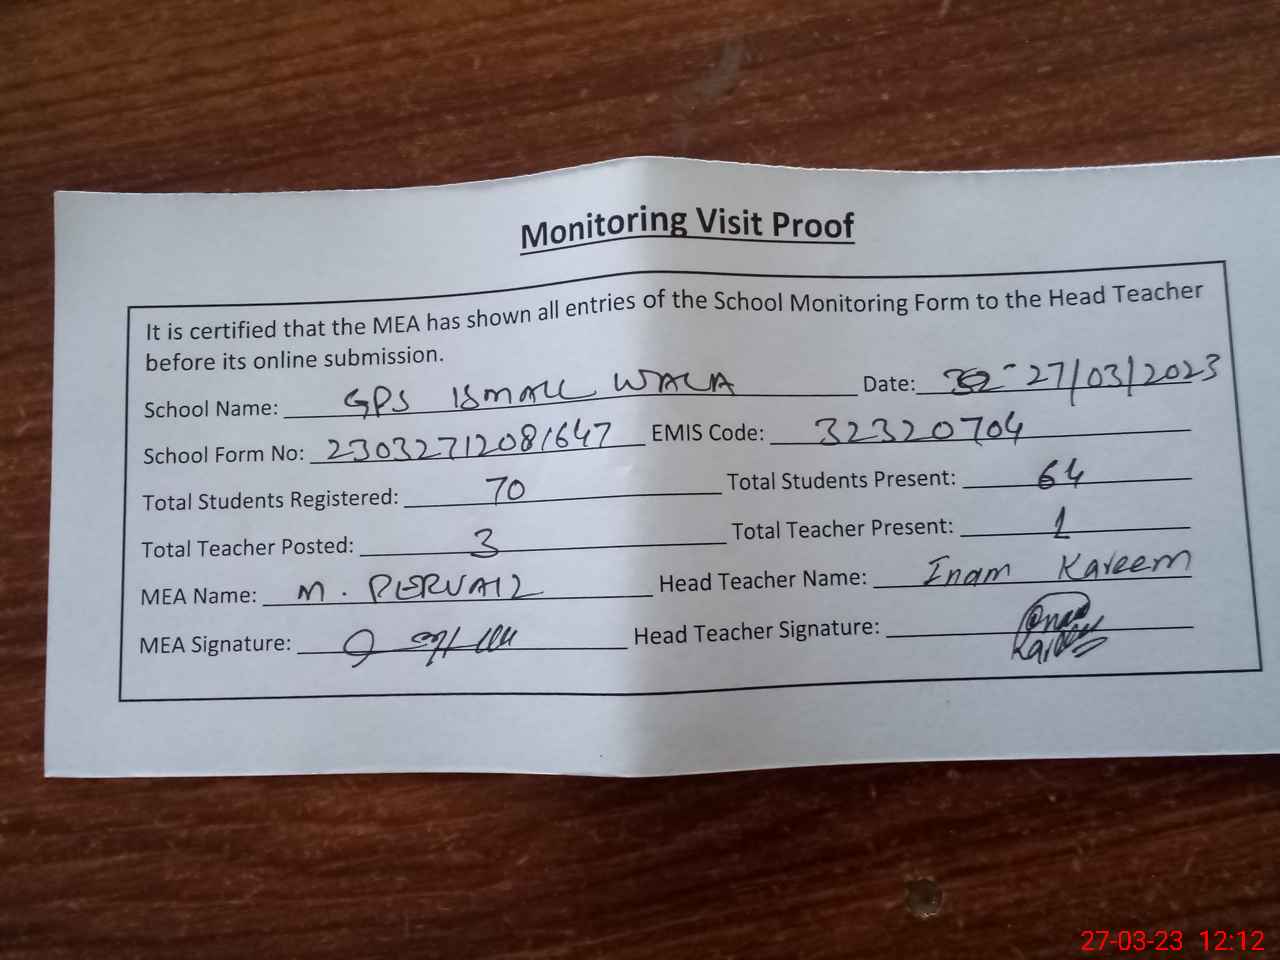 Monitoring Visit Proof
It is certified that the MEA has shown all entries of the School Monitoring Form to the Head Teacher
before its online submission.
School Name: GPS ISMALL WALA Date: 27/03/2023
School Form No: 23032712081647 EMIS Code: 32320704
Total Students Registered: 70 Total Students Present: 64
Total Teacher Posted: 3 Total Teacher Present: 1
MEA Name: M. PERVAIZ Head Teacher Name: Inam Kareem
MEA Signature: Head Teacher Signature: Inam
Kareem
27-03-23 12:12